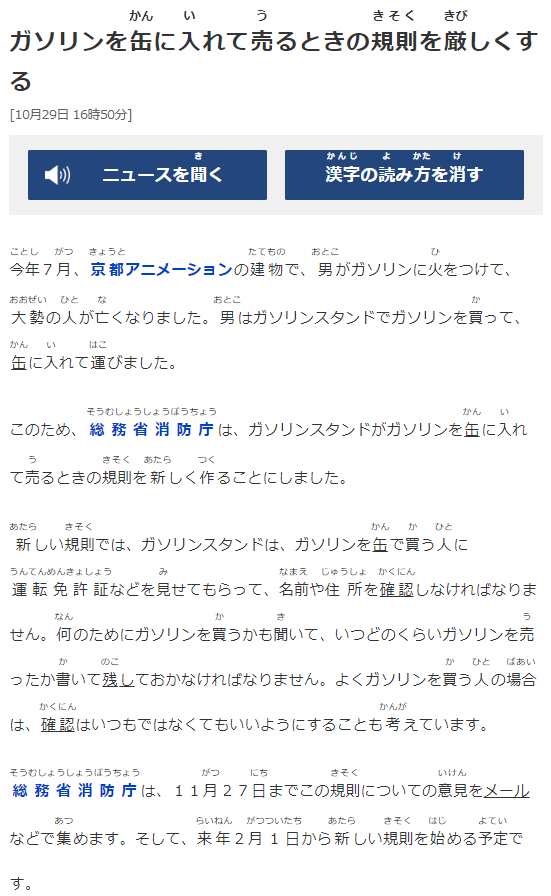 ガソリンを缶に入れて売るときの規則を厳しくす
る
[10月29日 16時50分]
ニュースを聞く 漢字の読み方を消す
今年７月、京都アニメーションの建物で、男がガソリンに火をつけて、
大勢の人が亡くなりました。男はガソリンスタンドでガソリンを買って、
缶に入れて運びました。
このため、総務省消防庁は、ガソリンスタンドがガソリンを缶に入れ
て売るときの規則を新しく作ることにしました。
新しい規則では、ガソリンスタンドは、ガソリンを缶で買う人に
運転免許証などを見せてもらって、名前や住所を確認しなければなりま
せん。何のためにガソリンを買うかも聞いて、いつどのくらいガソリンを売
ったか書いて残しておかなければなりません。よくガソリンを買う人の場合
は、確認はいつもではなくてもいいようにすることも考えています。
総務省消防庁は、１１月２７日までこの規則についての意見をメール
などで集めます。そして、来年２月１日から新しい規則を始める予定で
す。